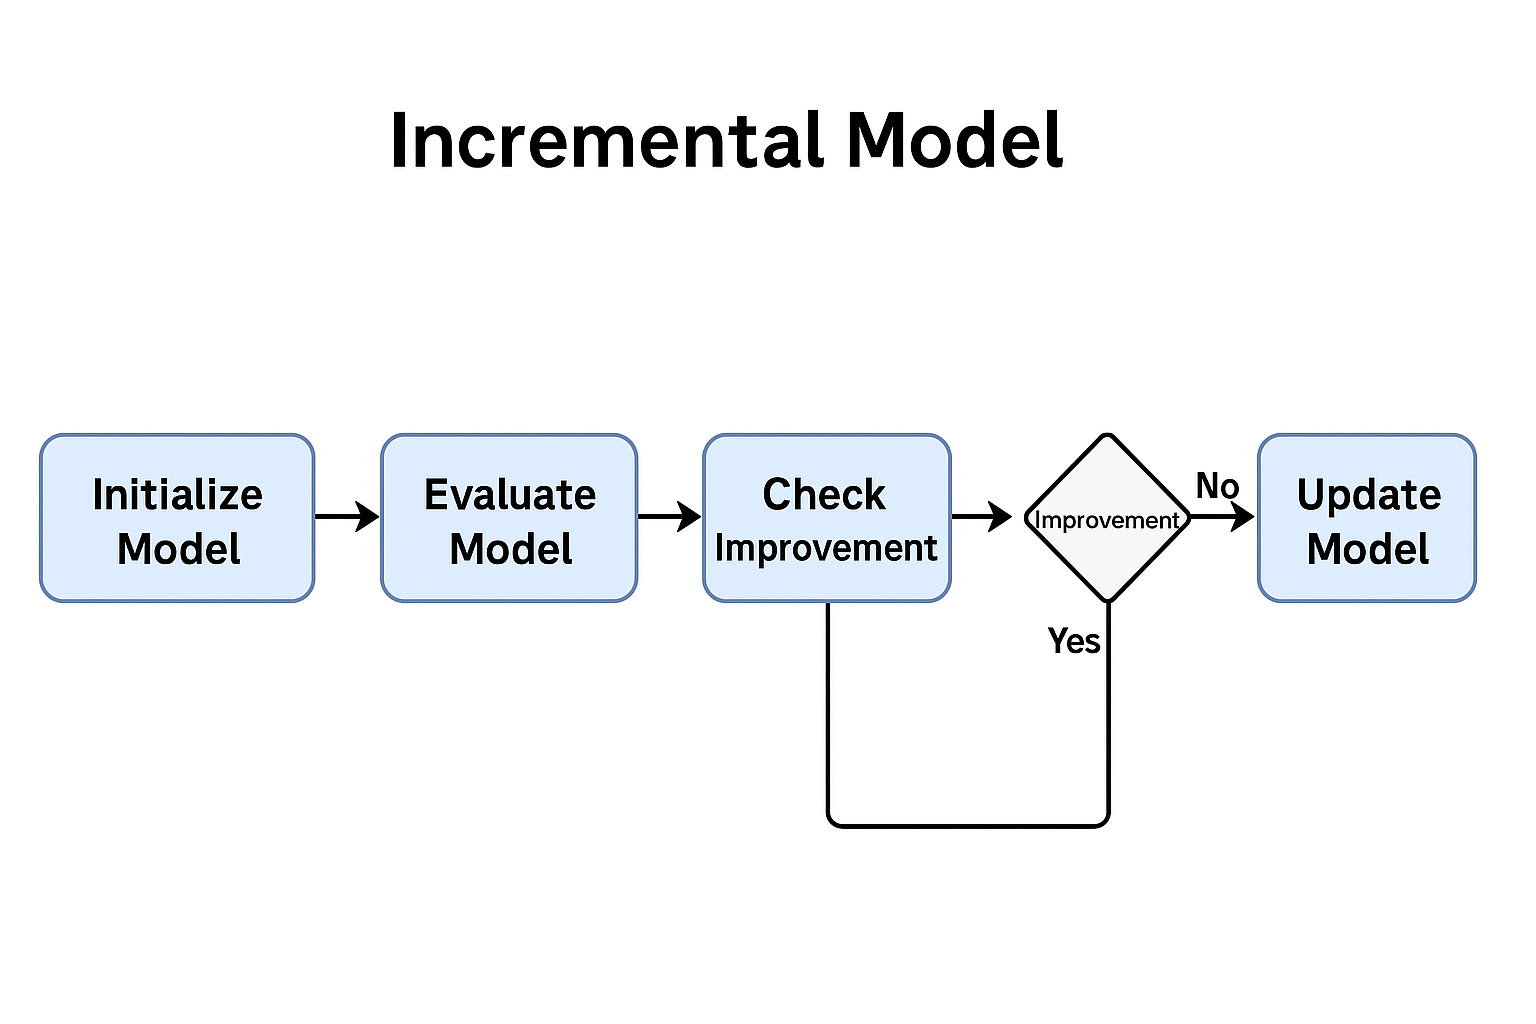 Incremental Model
Initialize
Model
Evaluate
Model
Check
Improvement
Improvement
No
Yes
Update
Model